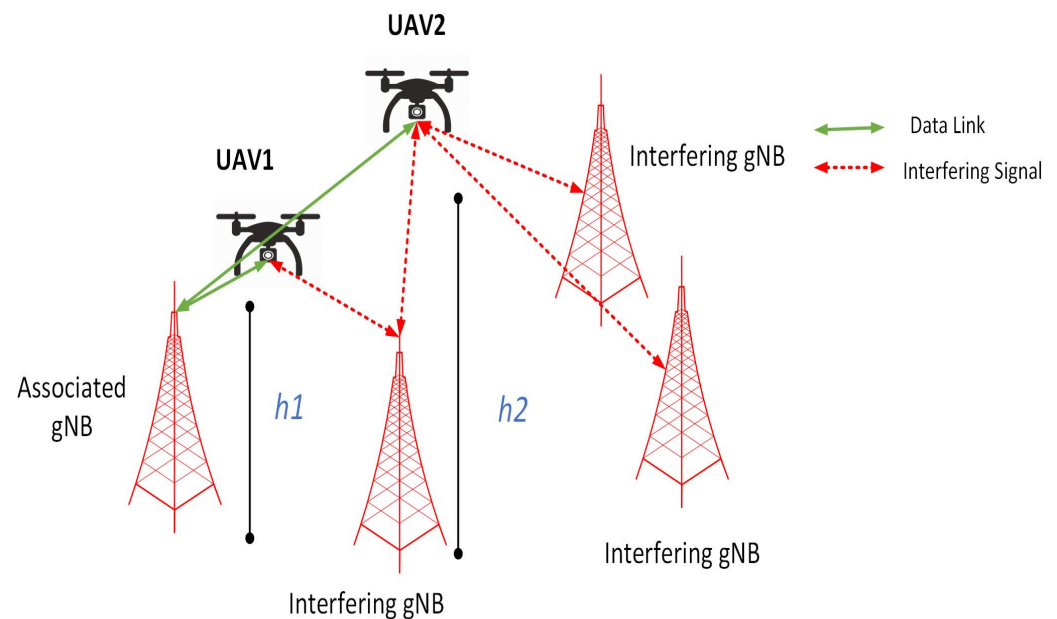 UAV2
UAV1
Interfering gNB
Data Link
Interfering Signal
Associated
gNB
h1
h2
Interfering gNB
Interfering gNB